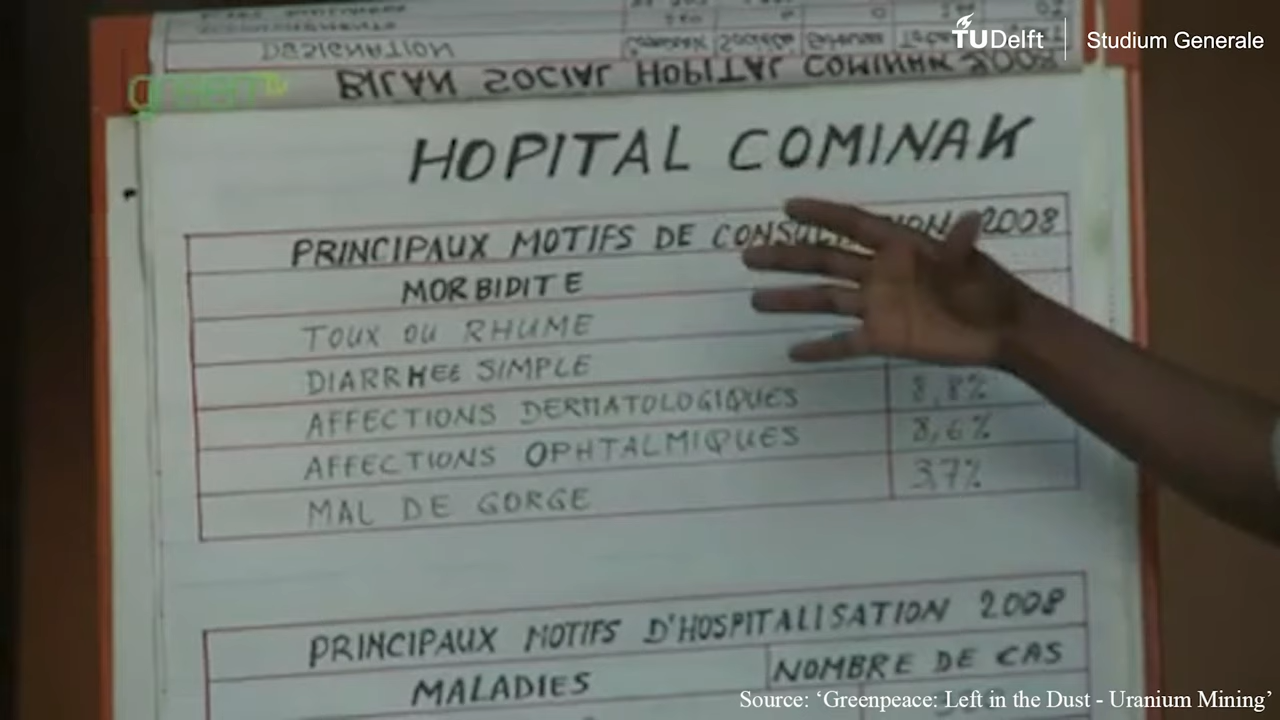 TU Delft | Studium Generale
greentv
DESIGNATION
BILAN SOCIAL HOPITAL COMINAK 2008
HOPITAL COMINAK
PRINCIPAUX MOTIFS DE 2008
MORBIDITE
TOUX OU RHUME
DIARRHEE SIMPLE
AFFECTIONS DERMATOLOGIQUES 8,8%
AFFECTIONS OPHTALMIQUES 8,6%
MAL DE GORGE 3,7%
PRINCIPAUX MOTIFS D'HOSPITALISATION 2008
MALADIES NOMBRE DE CAS
Source: ‘Greenpeace: Left in the Dust - Uranium Mining’